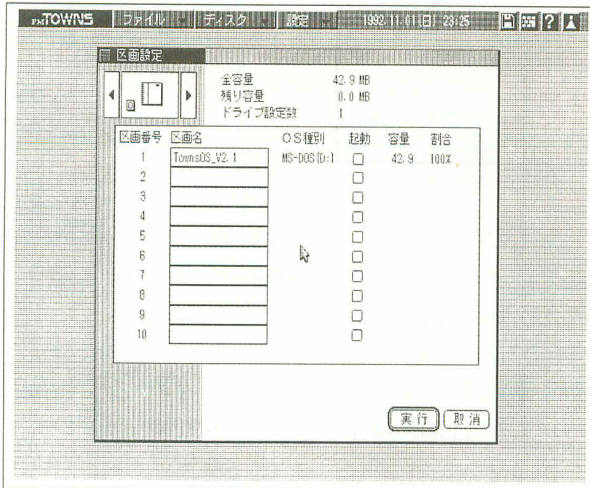 FMTOWNS ファイル ディスク 設定 1992.11.01[日] 23:25 ?
区画設定
全容量 42.9 MB
残り容量 0.0 MB
ドライブ設定数 1
区画番号 区画名 OS種別 起動 容量 割合
1 TownsOS_V2.1 MS-DOS(D:) 42.9 100%
2
3
4
5
6
7
8
9
10
実行 取消